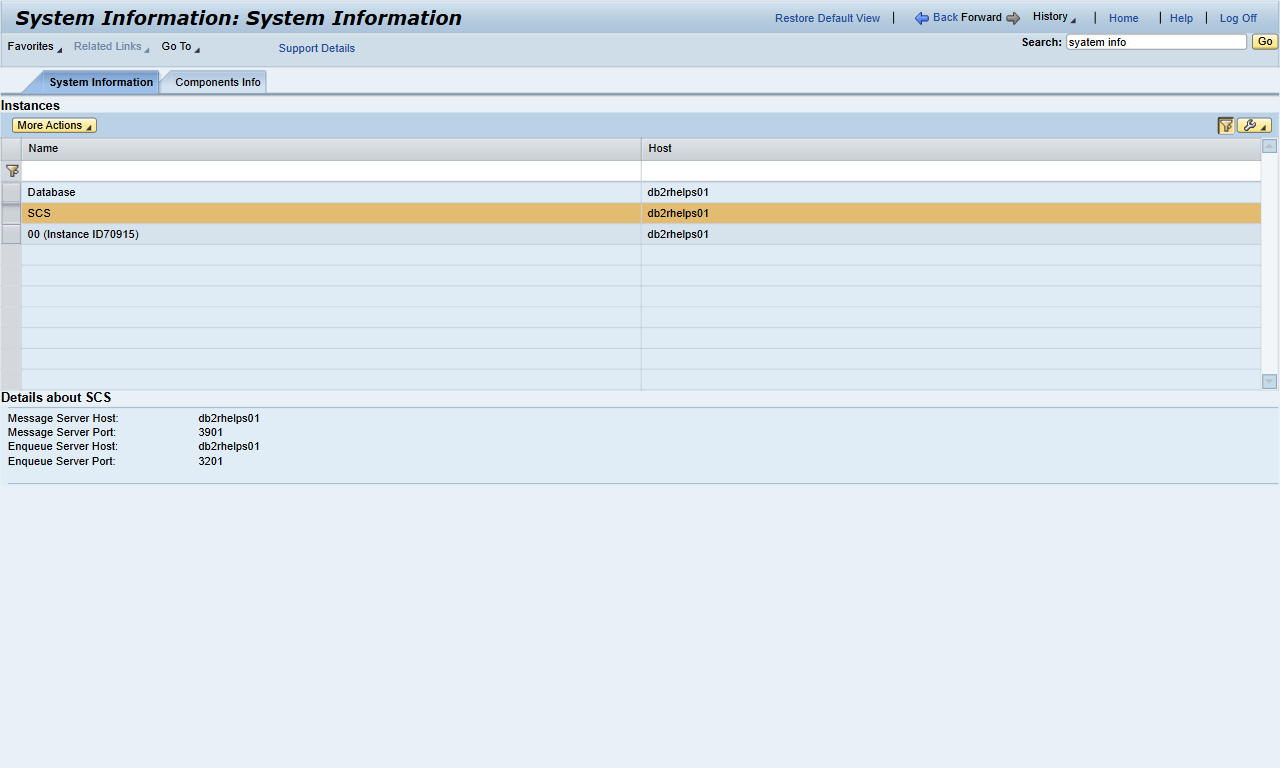 System Information: System Information
Restore Default View | Back Forward History | Home | Help | Log Off
Favorites Related Links Go To Support Details
Search: syatem info Go
System Information Components Info
Instances
More Actions
Name Host
Database db2rhelps01
SCS db2rhelps01
00 (Instance ID70915) db2rhelps01
Details about SCS
Message Server Host: db2rhelps01
Message Server Port: 3901
Enqueue Server Host: db2rhelps01
Enqueue Server Port: 3201